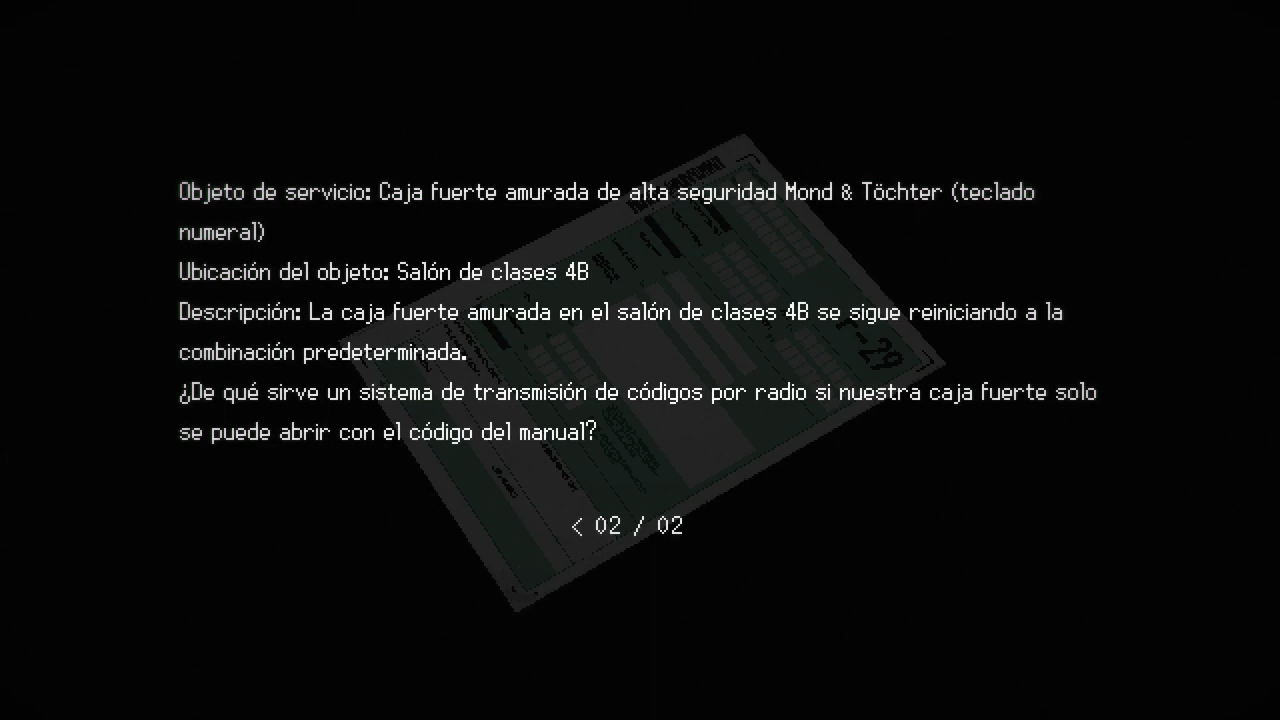 Objeto de servicio: Caja fuerte amurada de alta seguridad Mond & Töchter (teclado
numeral)
Ubicación del objeto: Salón de clases 4B
Descripción: La caja fuerte amurada en el salón de clases 4B se sigue reiniciando a la
combinación predeterminada.
¿De qué sirve un sistema de transmisión de códigos por radio si nuestra caja fuerte solo
se puede abrir con el código del manual?
< 02 / 02